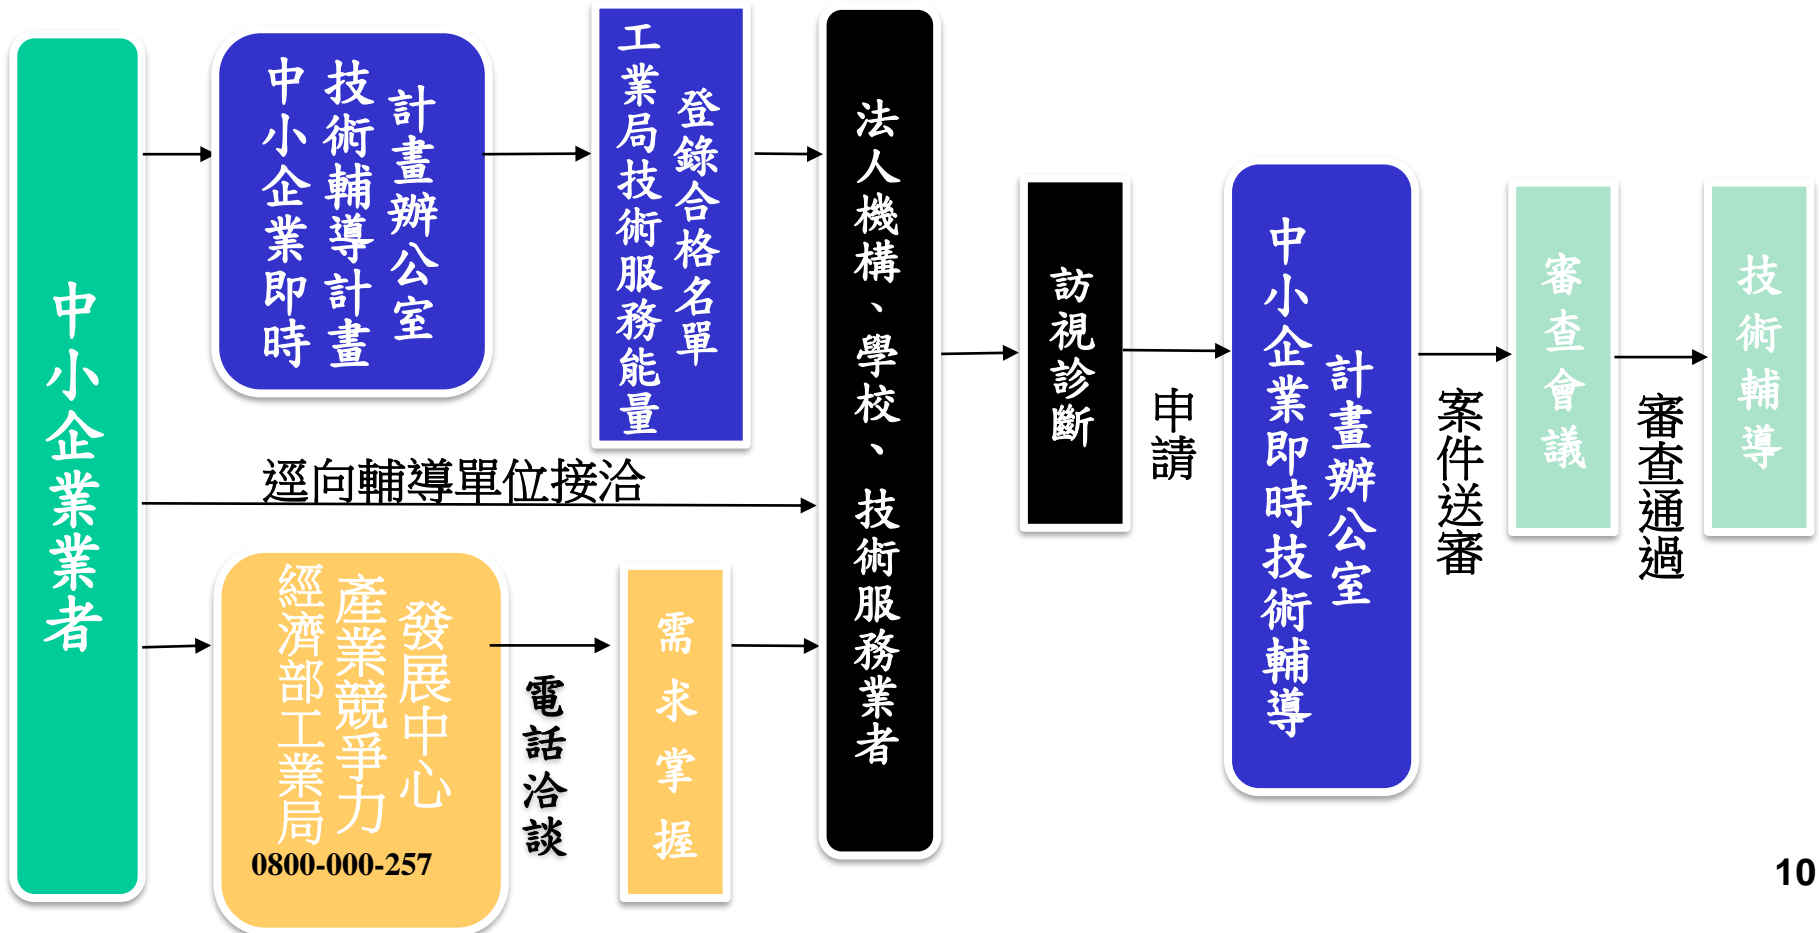 中小企業業者
中小企業即時
技術輔導計畫
計畫辦公室
工業局技術服務能量
登錄合格名單
逕向輔導單位接洽
經濟部工業局
產業競爭力
發展中心
0800-000-257
電話洽談
需求掌握
法人機構、學校、技術服務業者
訪視診斷
申請
中小企業即時技術輔導
計畫辦公室
案件送審
審查會議
審查通過
技術輔導
10